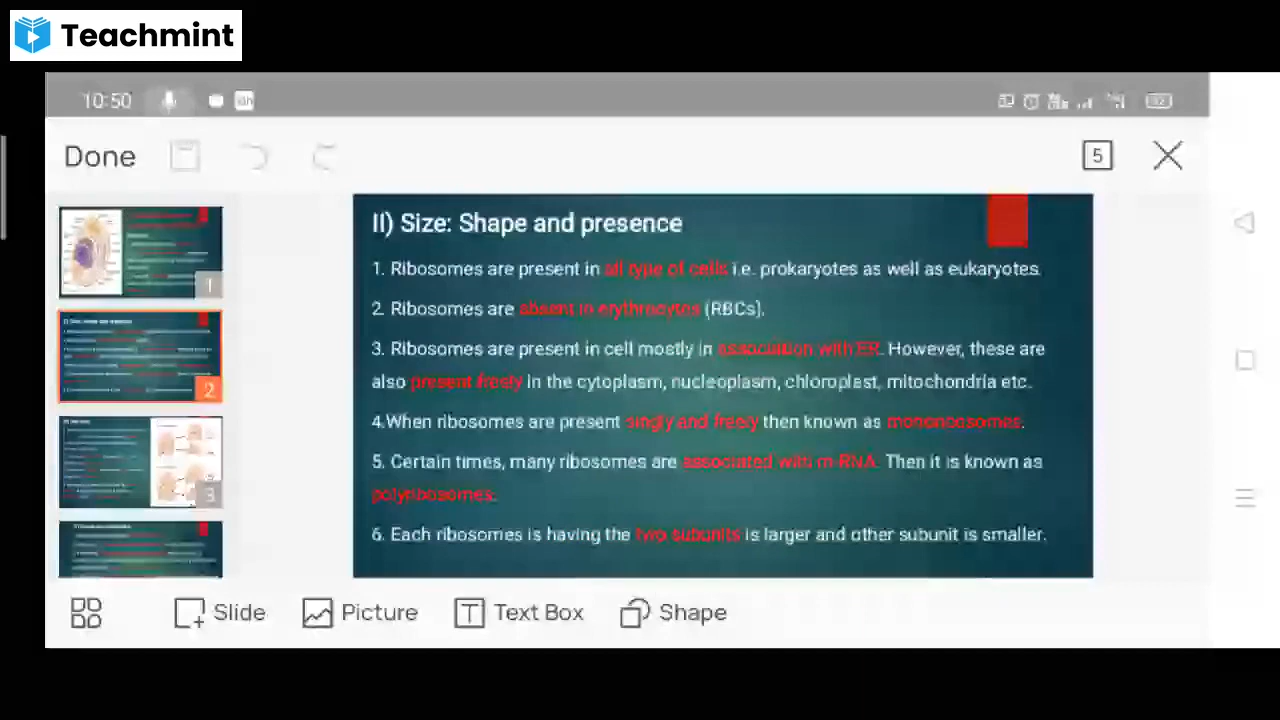 Teachmint
10:50
Done
5
II) Size: Shape and presence
1. Ribosomes are present in all type of cells i.e. prokaryotes as well as eukaryotes.
2. Ribosomes are absent in erythrocytes (RBCs).
3. Ribosomes are present in cell mostly in association with ER. However, these are
also present freely in the cytoplasm, nucleoplasm, chloroplast, mitochondria etc.
4.When ribosomes are present singly and freely then known as monoribosomes.
5. Certain times, many ribosomes are associated with m-RNA. Then it is known as
polyribosomes.
6. Each ribosomes is having the two subunits is larger and other subunit is smaller.
1
2
3
Slide
Picture
Text Box
Shape